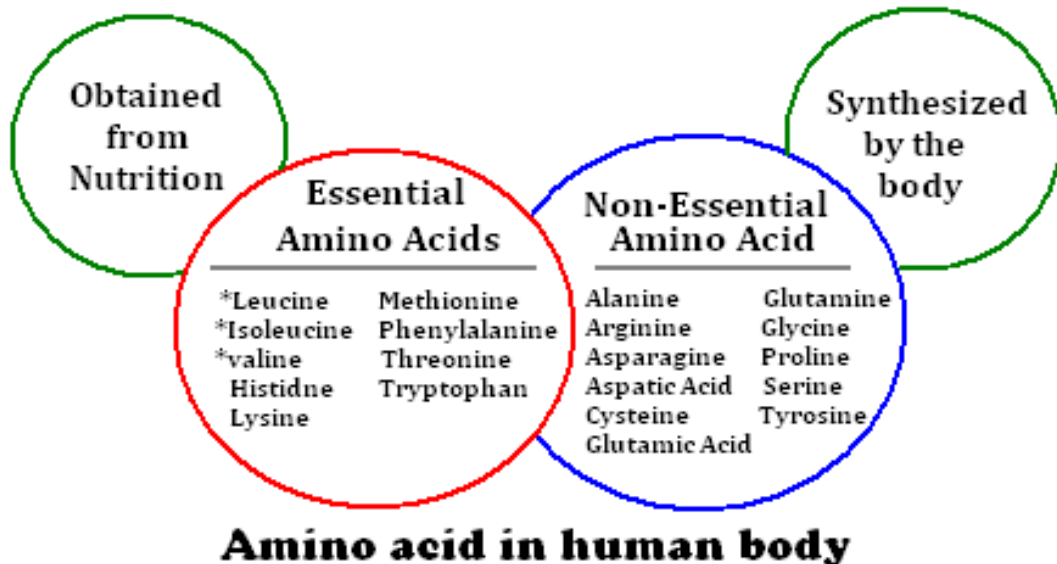 Obtained
from
Nutrition
Synthesized
by the
body
Essential
Amino Acids
*Leucine
*Isoleucine
*valine
Histidne
Lysine
Methionine
Phenylalanine
Threonine
Tryptophan
Non-Essential
Amino Acid
Alanine
Arginine
Asparagine
Aspatic Acid
Cysteine
Glutamic Acid
Glutamine
Glycine
Proline
Serine
Tyrosine
Amino acid in human body